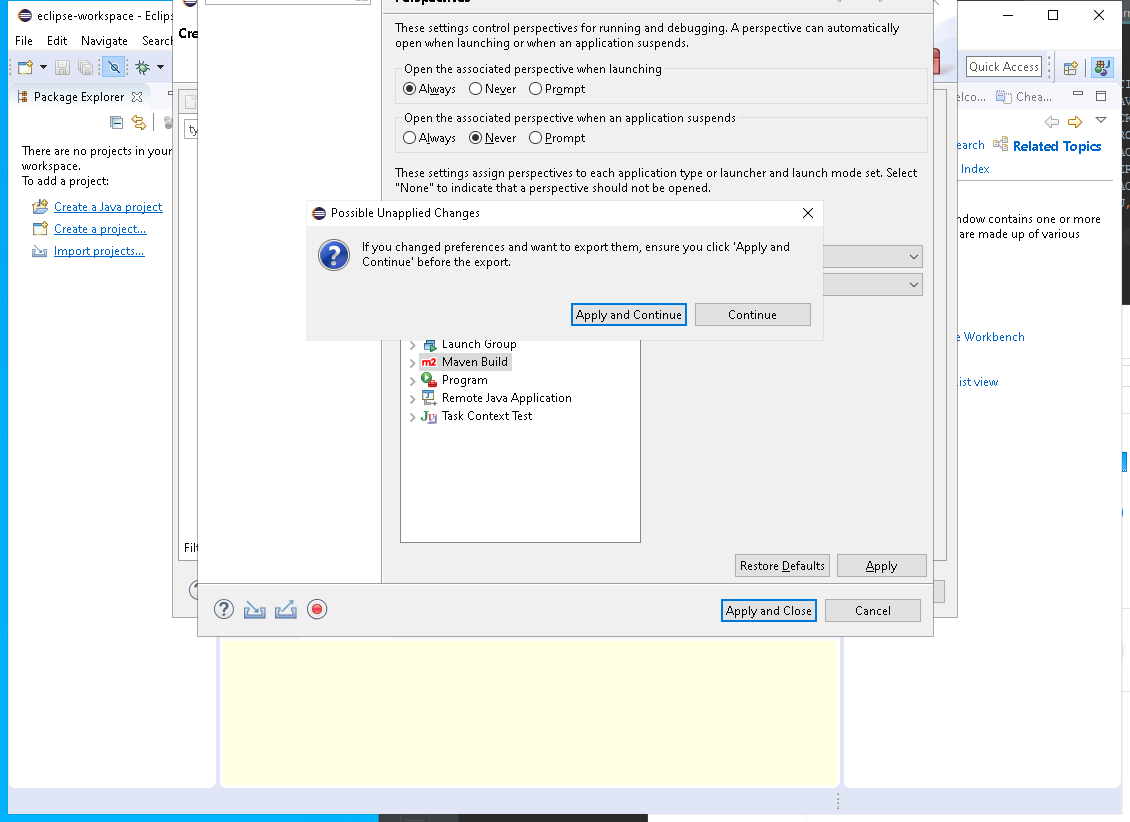 eclipse-workspace - Eclips
File Edit Navigate Search
Quick Access
Package Explorer
There are no projects in your
workspace.
To add a project:
Create a Java project
Create a project...
Import projects...
Cre
ty
Filt
Perspectives
These settings control perspectives for running and debugging. A perspective can automatically
open when launching or when an application suspends.
Open the associated perspective when launching
Always Never Prompt
Open the associated perspective when an application suspends
Always Never Prompt
These settings assign perspectives to each application type or launcher and launch mode set. Select
"None" to indicate that a perspective should not be opened.
Possible Unapplied Changes
If you changed preferences and want to export them, ensure you click 'Apply and
Continue' before the export.
Apply and Continue Continue
Launch Group
m2 Maven Build
Program
Remote Java Application
Ju Task Context Test
Restore Defaults Apply
Apply and Close Cancel
elco... Chea...
earch Related Topics
Index
ndow contains one or more
are made up of various
e Workbench
ist view